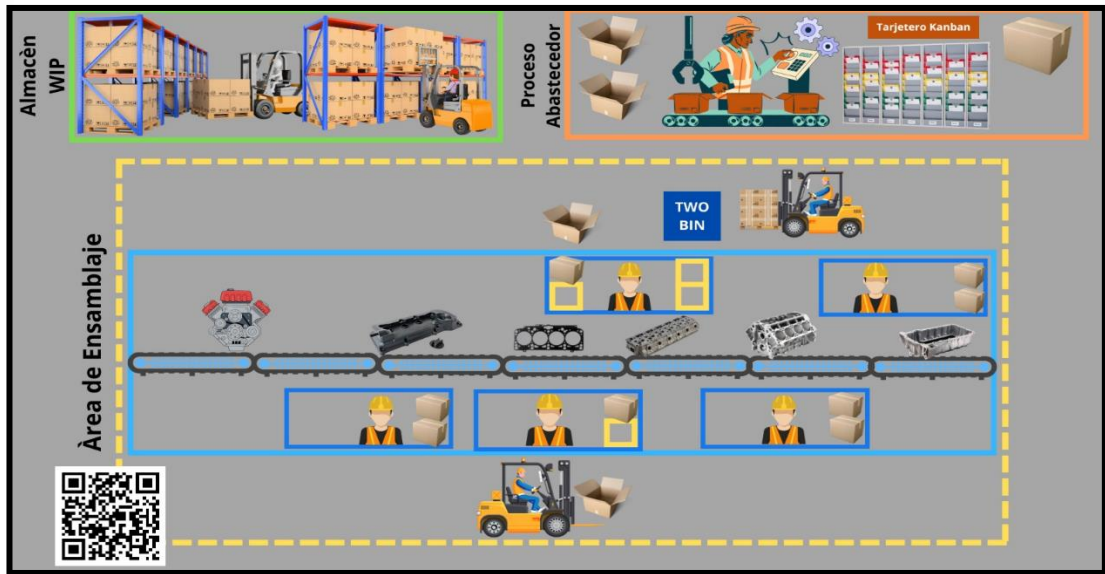 Almacèn
WIP
Proceso
Abastecedor
Tarjetero Kanban
TWO
BIN
Àrea de Ensamblaje